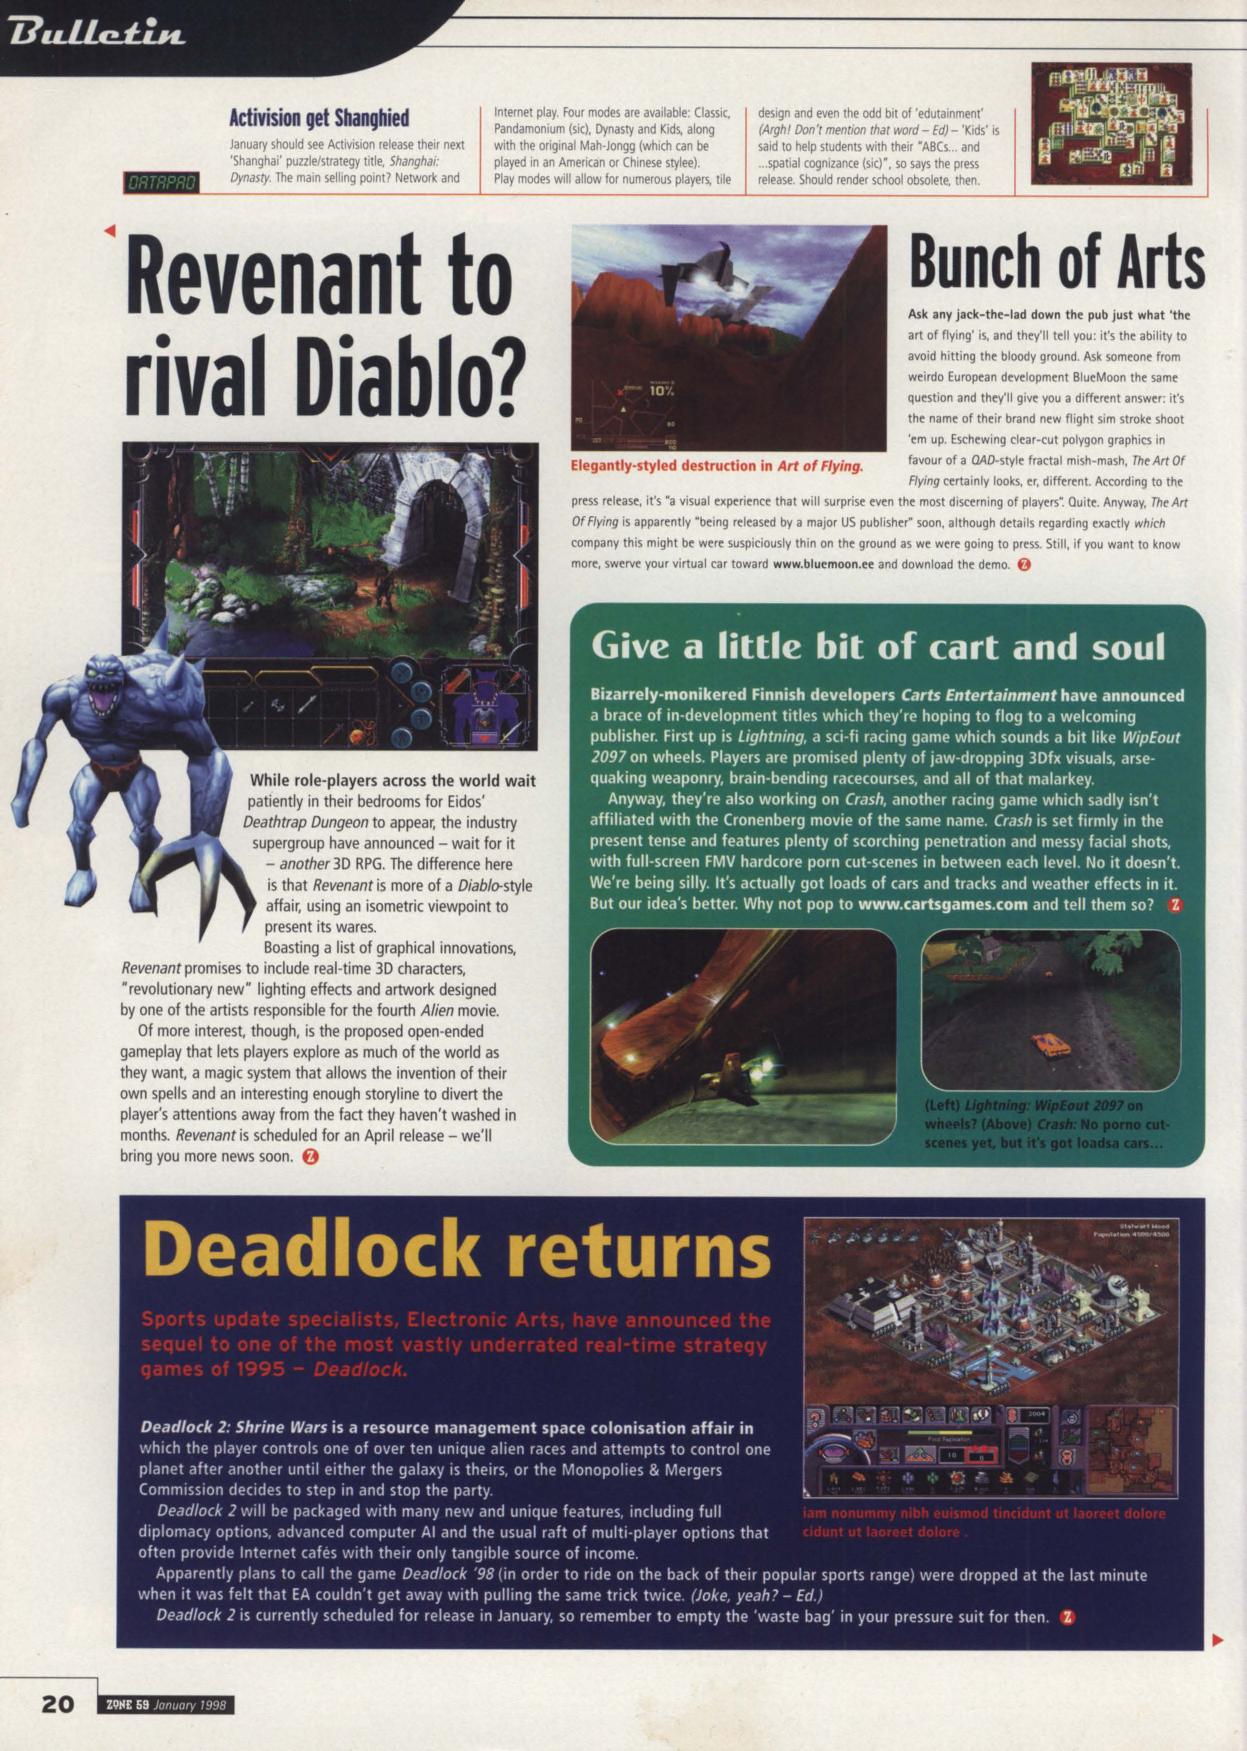 Bulletin
DATAPAD
Activision get Shanghied
January should see Activision release their next
'Shanghai' puzzle/strategy title, Shanghai:
Dynasty. The main selling point? Network and
Internet play. Four modes are available: Classic,
Pandamonium (sic), Dynasty and Kids, along
with the original Mah-Jongg (which can be
played in an American or Chinese stylee).
Play modes will allow for numerous players, tile
design and even the odd bit of 'edutainment'
(Argh! Don't mention that word – Ed) – 'Kids' is
said to help students with their "ABCs... and
...spatial cognizance (sic)", so says the press
release. Should render school obsolete, then.
Revenant to
rival Diablo?
While role-players across the world wait
patiently in their bedrooms for Eidos'
Deathtrap Dungeon to appear, the industry
supergroup have announced – wait for it
– another 3D RPG. The difference here
is that Revenant is more of a Diablo-style
affair, using an isometric viewpoint to
present its wares.
Boasting a list of graphical innovations,
Revenant promises to include real-time 3D characters,
"revolutionary new" lighting effects and artwork designed
by one of the artists responsible for the fourth Alien movie.
Of more interest, though, is the proposed open-ended
gameplay that lets players explore as much of the world as
they want, a magic system that allows the invention of their
own spells and an interesting enough storyline to divert the
player's attentions away from the fact they haven't washed in
months. Revenant is scheduled for an April release – we'll
bring you more news soon. Z
10%
Elegantly-styled destruction in Art of Flying.
Bunch of Arts
Ask any jack-the-lad down the pub just what 'the
art of flying' is, and they'll tell you: it's the ability to
avoid hitting the bloody ground. Ask someone from
weirdo European development BlueMoon the same
question and they'll give you a different answer: it's
the name of their brand new flight sim stroke shoot
'em up. Eschewing clear-cut polygon graphics in
favour of a QAD-style fractal mish-mash, The Art Of
Flying certainly looks, er, different. According to the
press release, it's "a visual experience that will surprise even the most discerning of players". Quite. Anyway, The Art
Of Flying is apparently "being released by a major US publisher" soon, although details regarding exactly which
company this might be were suspiciously thin on the ground as we were going to press. Still, if you want to know
more, swerve your virtual car toward www.bluemoon.ee and download the demo. Z
Give a little bit of cart and soul
Bizarrely-monikered Finnish developers Carts Entertainment have announced
a brace of in-development titles which they're hoping to flog to a welcoming
publisher. First up is Lightning, a sci-fi racing game which sounds a bit like WipEout
2097 on wheels. Players are promised plenty of jaw-dropping 3Dfx visuals, arse-
quaking weaponry, brain-bending racecourses, and all of that malarkey.
Anyway, they're also working on Crash, another racing game which sadly isn't
affiliated with the Cronenberg movie of the same name. Crash is set firmly in the
present tense and features plenty of scorching penetration and messy facial shots,
with full-screen FMV hardcore porn cut-scenes in between each level. No it doesn't.
We're being silly. It's actually got loads of cars and tracks and weather effects in it.
But our idea's better. Why not pop to www.cartsgames.com and tell them so? Z
(Left) Lightning: WipEout 2097 on
wheels? (Above) Crash: No porno cut-
scenes yet, but it's got loadsa cars...
Deadlock returns
Sports update specialists, Electronic Arts, have announced the
sequel to one of the most vastly underrated real-time strategy
games of 1995 – Deadlock.
Deadlock 2: Shrine Wars is a resource management space colonisation affair in
which the player controls one of over ten unique alien races and attempts to control one
planet after another until either the galaxy is theirs, or the Monopolies & Mergers
Commission decides to step in and stop the party.
Deadlock 2 will be packaged with many new and unique features, including full
diplomacy options, advanced computer AI and the usual raft of multi-player options that
often provide Internet cafés with their only tangible source of income.
Apparently plans to call the game Deadlock '98 (in order to ride on the back of their popular sports range) were dropped at the last minute
when it was felt that EA couldn't get away with pulling the same trick twice. (Joke, yeah? – Ed.)
Deadlock 2 is currently scheduled for release in January, so remember to empty the 'waste bag' in your pressure suit for then. Z
Stalwart Wood
Population 4500/4500
2004
iam nonummy nibh euismod tincidunt ut laoreet dolore
cidunt ut laoreet dolore .
20
ZONE 59 January 1998